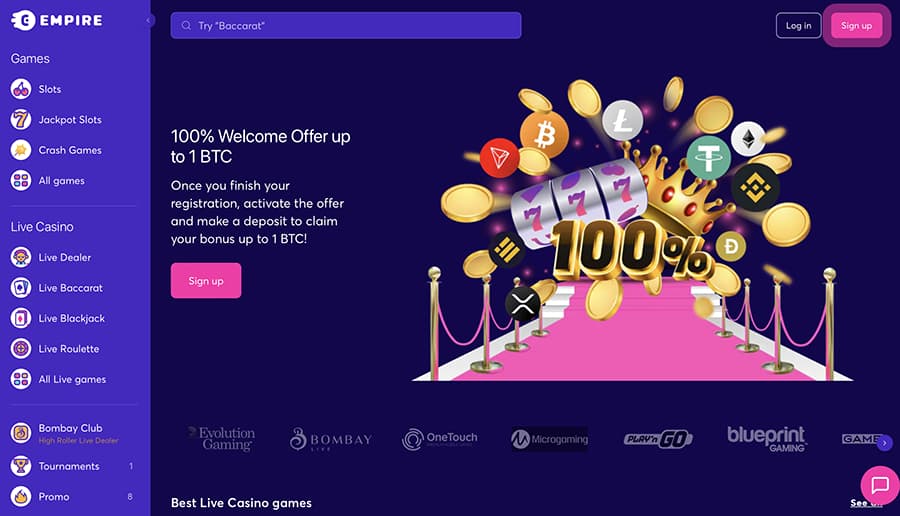 EMPIRE
Try "Baccarat"
Log in
Sign up
Games
Slots
Jackpot Slots
Crash Games
All games
Live Casino
Live Dealer
Live Baccarat
Live Blackjack
Live Roulette
All Live games
Bombay Club
High Roller Live Dealer
Tournaments 1
Promo 8
100% Welcome Offer up
to 1 BTC
Once you finish your
registration, activate the offer
and make a deposit to claim
your bonus up to 1 BTC!
Sign up
777
100%
Evolution
Gaming
BOMBAY
LIVE
OneTouch
Microgaming
PLAY'n GO
blueprint
GAMING
GAME
Best Live Casino games